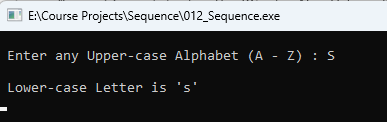 E:\Course Projects\Sequence\012_Sequence.exe
Enter any Upper-case Alphabet (A - Z) : S
Lower-case Letter is 's'